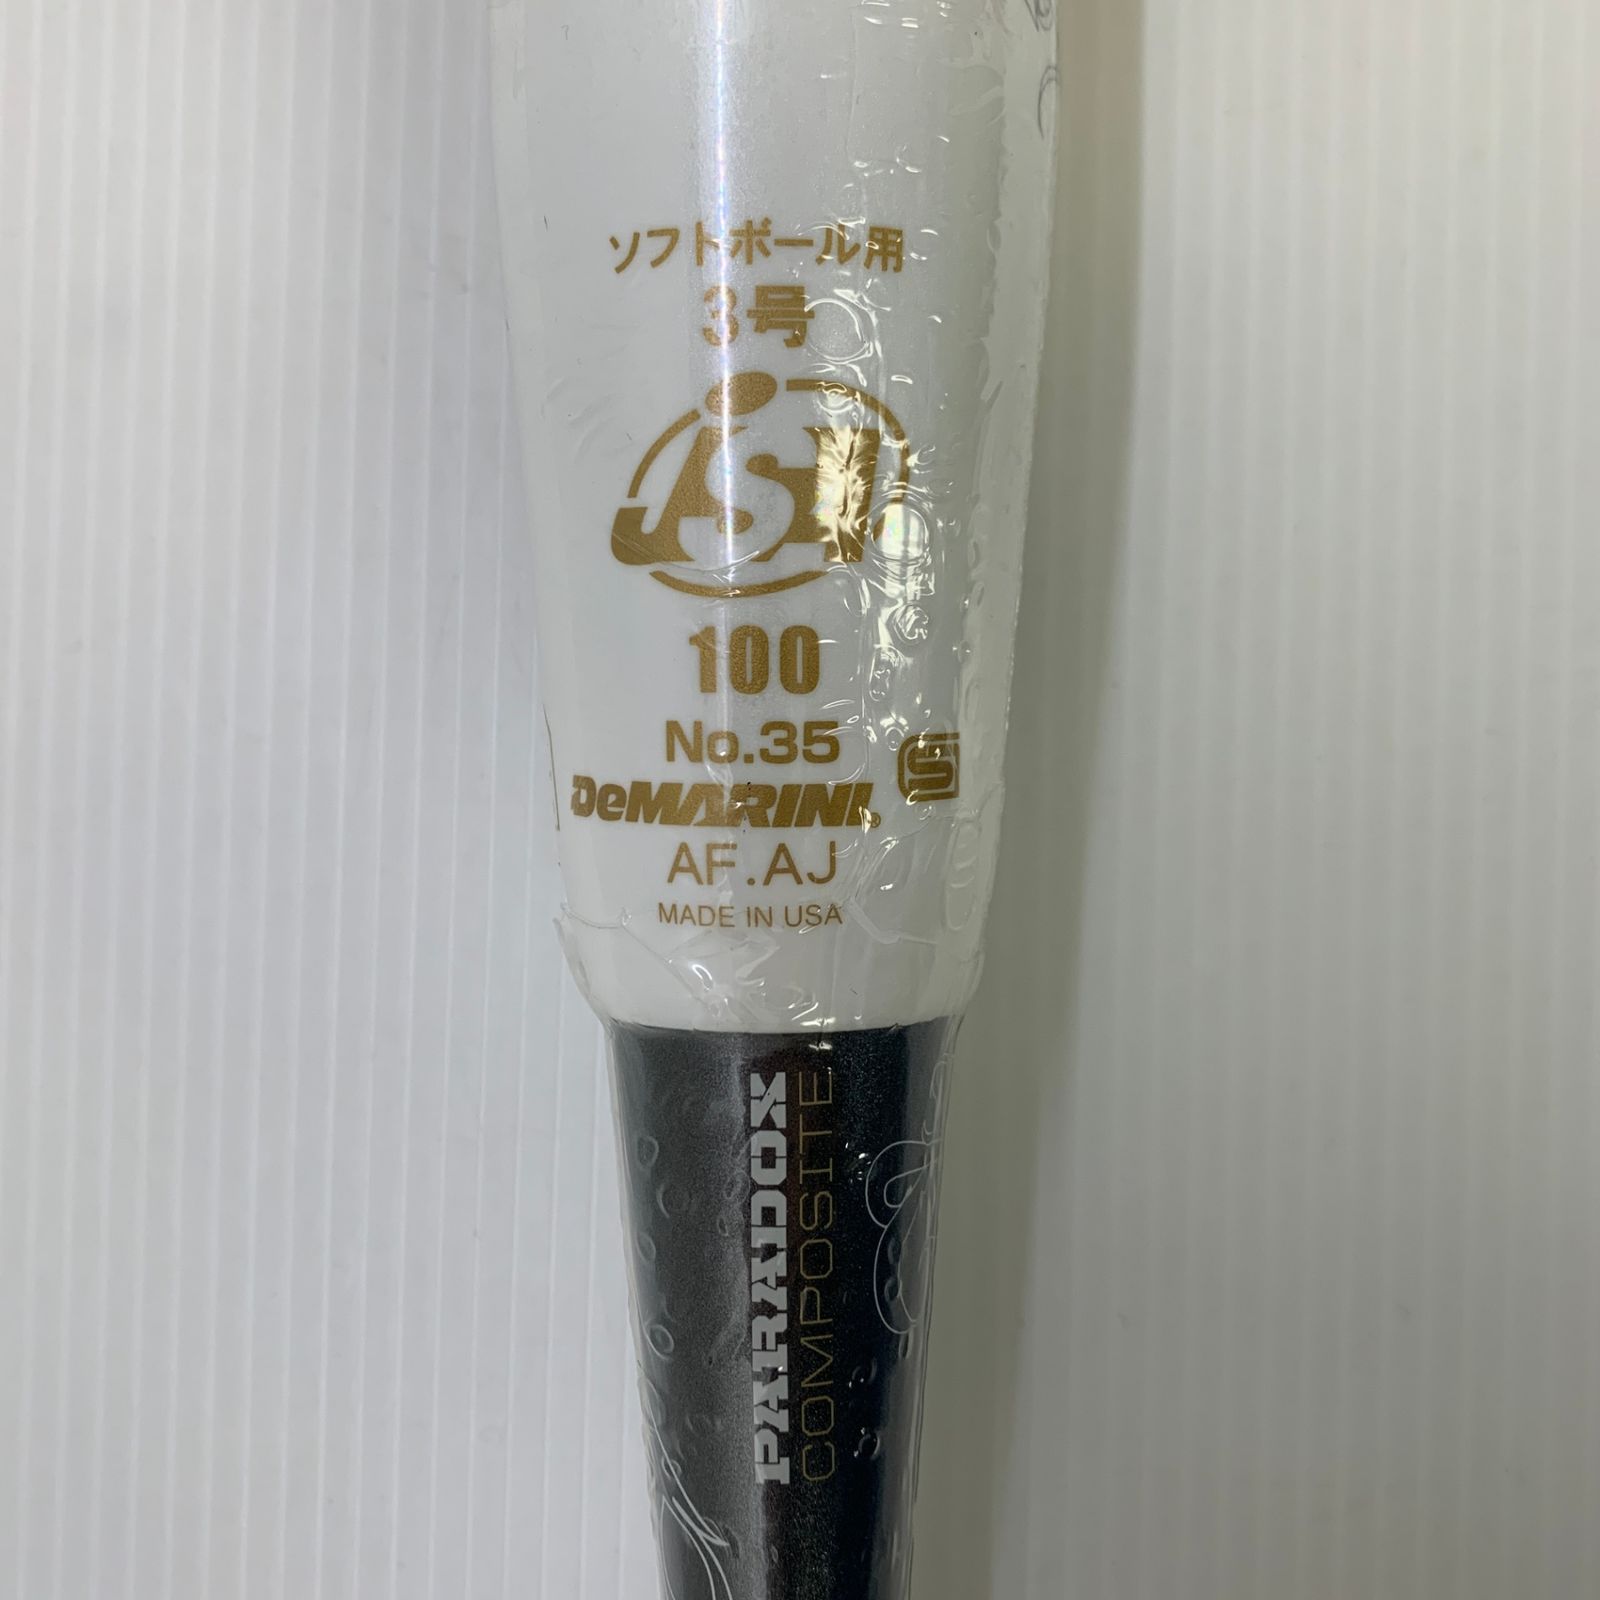 ソフトボール用
3号
JSA
100
No.35
S
DeMARINI®
AF.AJ
MADE IN USA
PARADOX
COMPOSITE